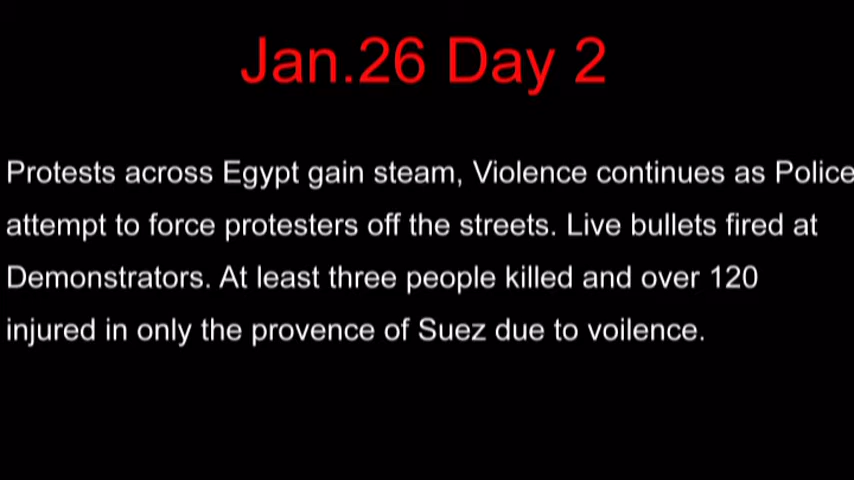 Jan.26 Day 2
Protests across Egypt gain steam, Violence continues as Police
attempt to force protesters off the streets. Live bullets fired at
Demonstrators. At least three people killed and over 120
injured in only the provence of Suez due to voilence.